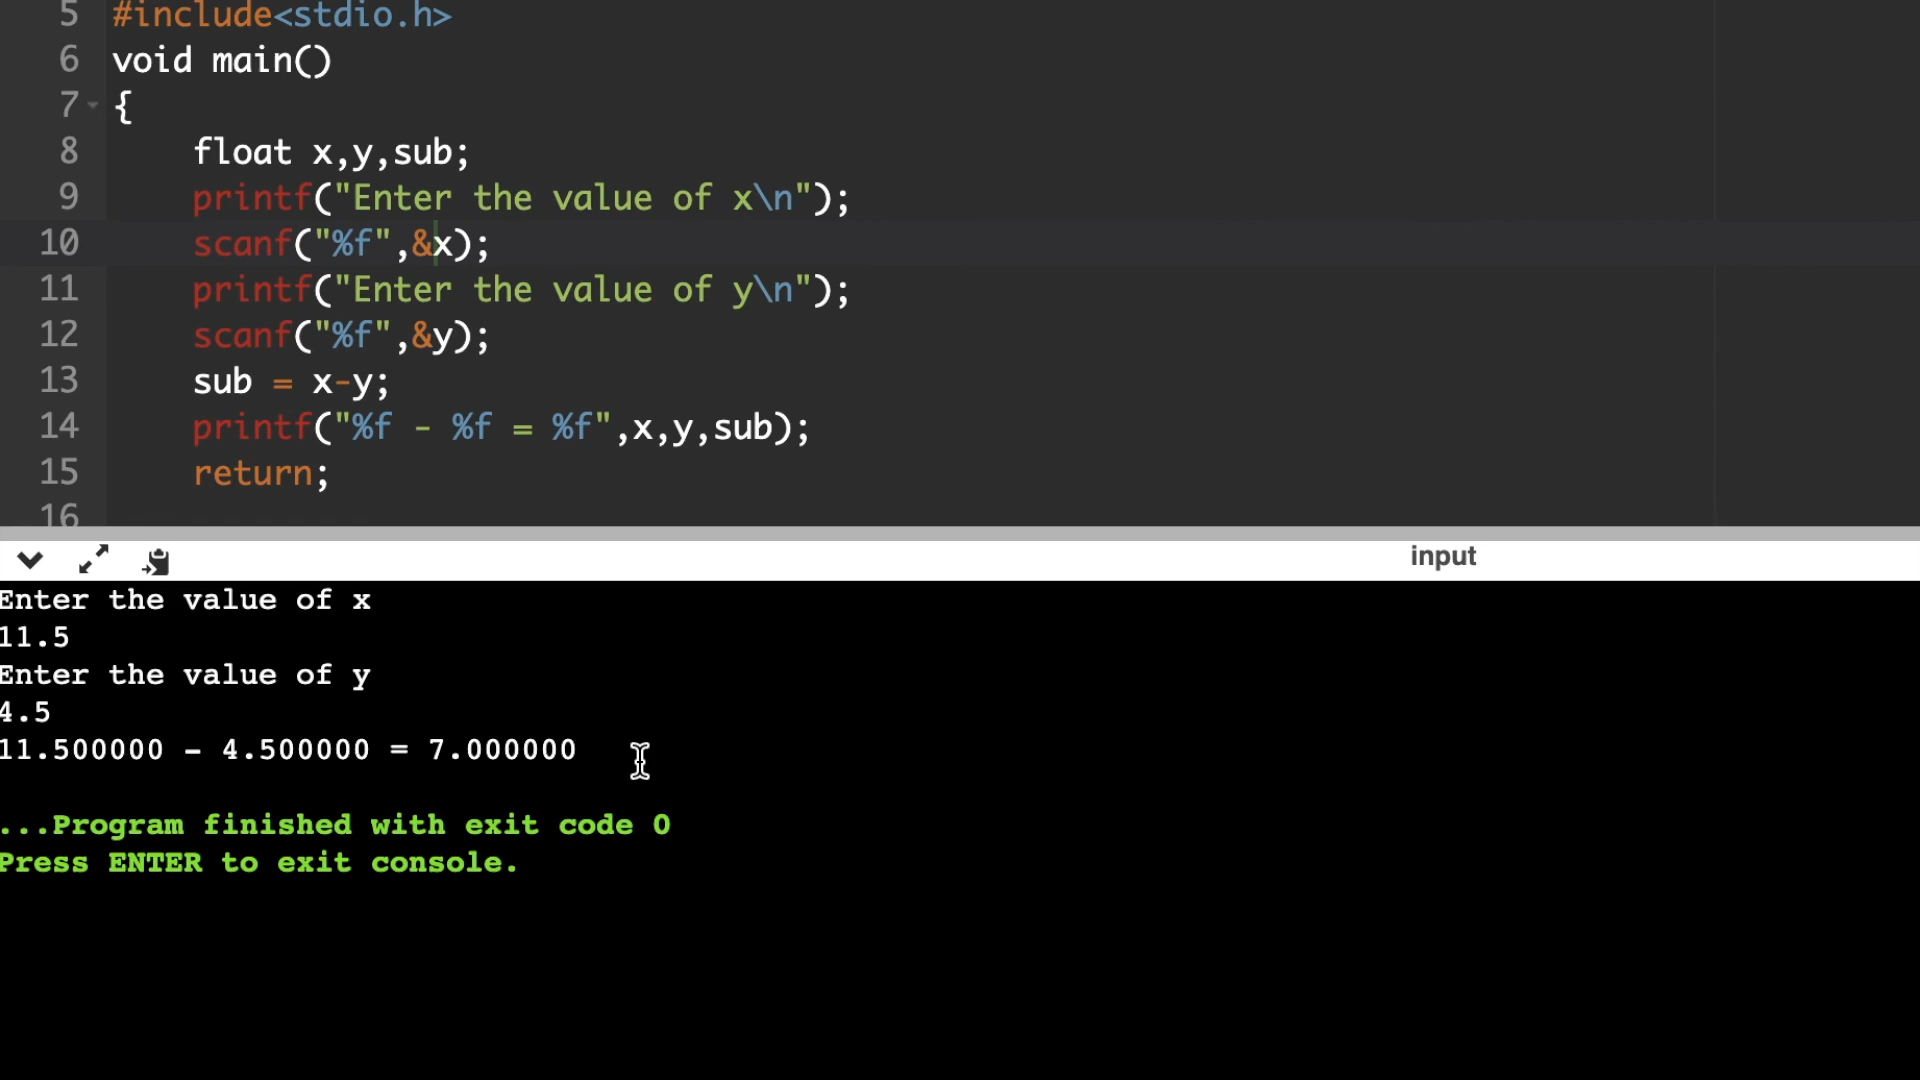 5 #include<stdio.h>
6 void main()
7 {
8 float x,y,sub;
9 printf("Enter the value of x\n");
10 scanf("%f",&x);
11 printf("Enter the value of y\n");
12 scanf("%f",&y);
13 sub = x-y;
14 printf("%f - %f = %f",x,y,sub);
15 return;
16
input
Enter the value of x
11.5
Enter the value of y
4.5
11.500000 - 4.500000 = 7.000000
...Program finished with exit code 0
Press ENTER to exit console.